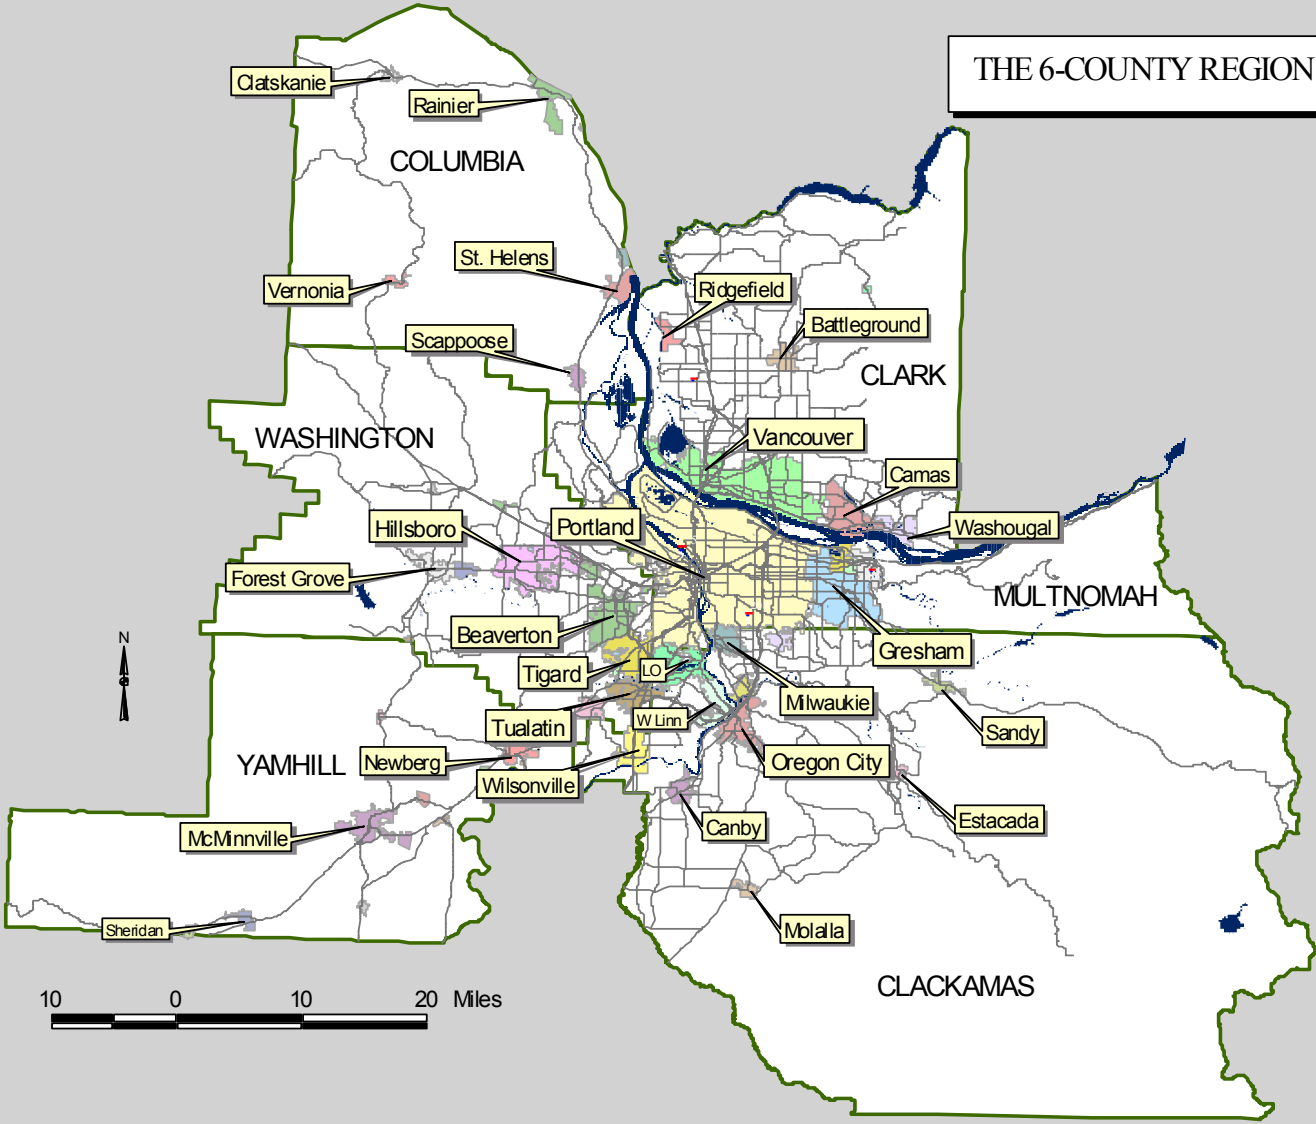 THE 6-COUNTY REGION
Clatskanie
Rainier
COLUMBIA
St. Helens
Vernonia
Ridgefield
Scappoose
Battleground
CLARK
WASHINGTON
Vancouver
Camas
Hillsboro
Portland
Washougal
Forest Grove
MULTNOMAH
Beaverton
Gresham
N
Tigard
LO
Milwaukie
Tualatin
W Linn
Sandy
YAMHILL
Newberg
Oregon City
Wilsonville
McMinnville
Canby
Estacada
Sheridan
Molalla
CLACKAMAS
10 0 10 20 Miles